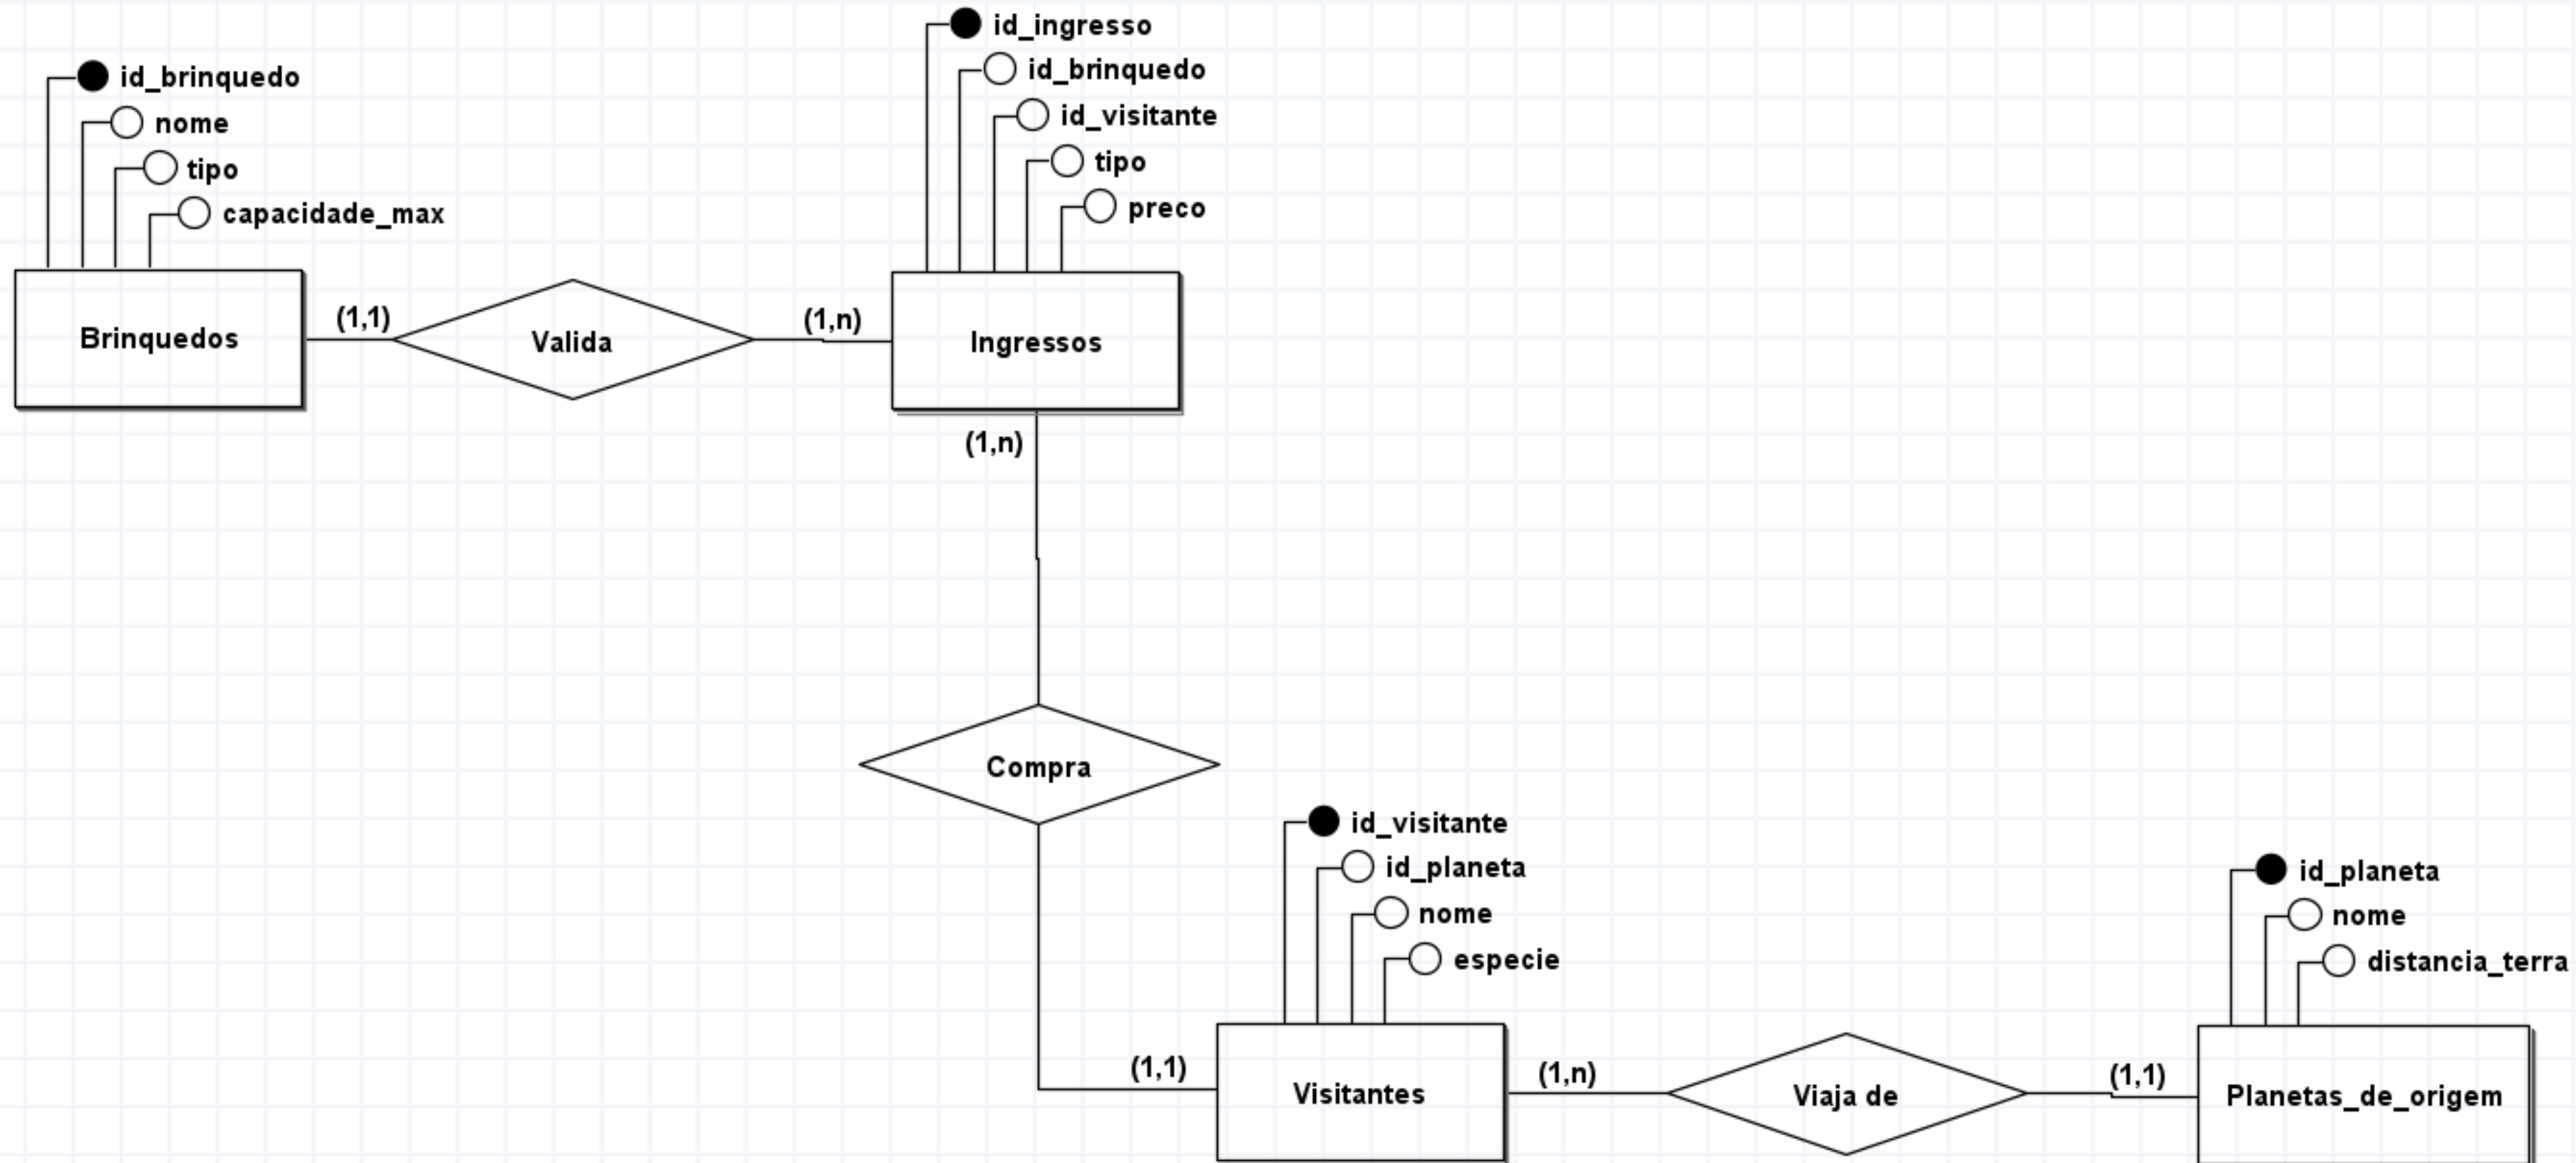 id_ingresso
id_brinquedo
id_visitante
tipo
preco
id_brinquedo
nome
tipo
capacidade_max
Brinquedos
(1,1)
Valida
(1,n)
Ingressos
(1,n)
Compra
id_visitante
id_planeta
nome
especie
id_planeta
nome
distancia_terra
(1,1)
Visitantes
(1,n)
Viaja de
(1,1)
Planetas_de_origem